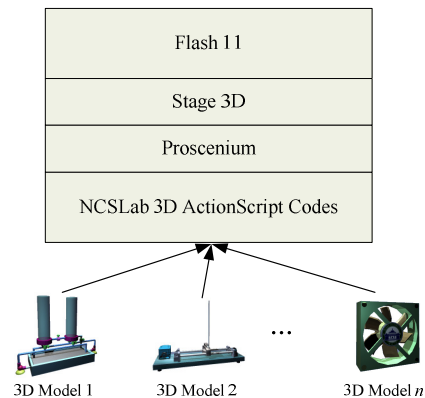 Flash 11
Stage 3D
Proscenium
NCSLab 3D ActionScript Codes
...
3D Model 1
3D Model 2
3D Model n